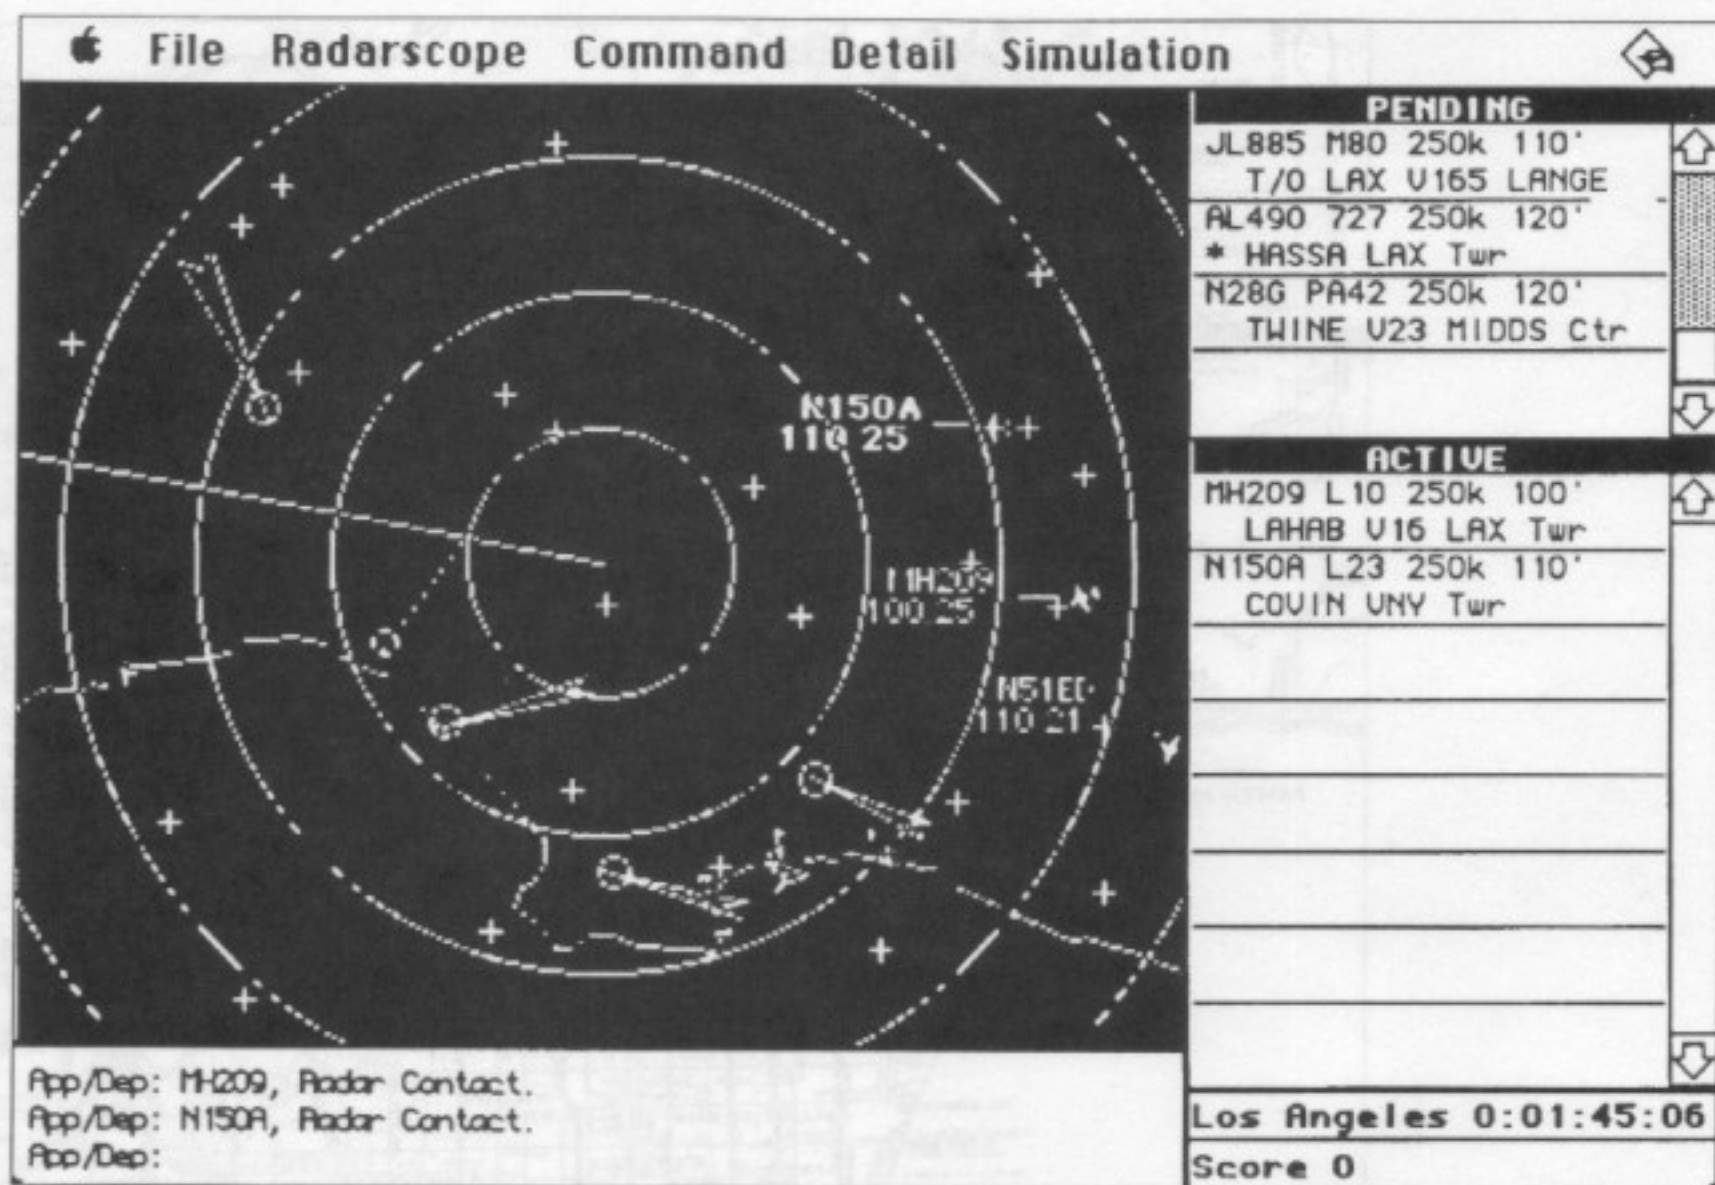 File Radarscope Command Detail Simulation
N150A
110 25
MH209
100 25
110 21
PENDING
JL885 M80 250k 110'
T/O LAX V165 LANGE
AL490 727 250k 120'
* HASSA LAX Twr
N28G PA42 250k 120'
TWINE V23 MIDDS Ctr
ACTIVE
MH209 L10 250k 100'
LAHAB V16 LAX Twr
N150A L23 250k 110'
COVIN VNY Twr
App/Dep: MH209, Radar Contact.
App/Dep: N150A, Radar Contact.
App/Dep:
Los Angeles 0:01:45:06
Score 0